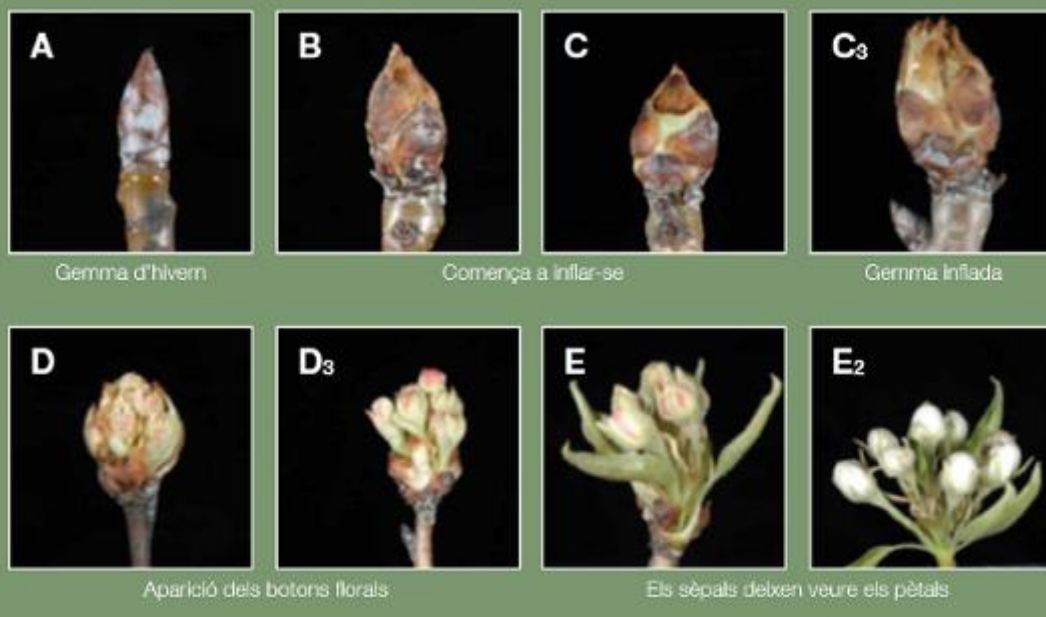 A
B
C
C₃
Gemma d'hivern
Comença a inflar-se
Gemma inflada
D
D₃
E
E₂
Aparició dels botons florals
Els sèpals deixen veure els pètals